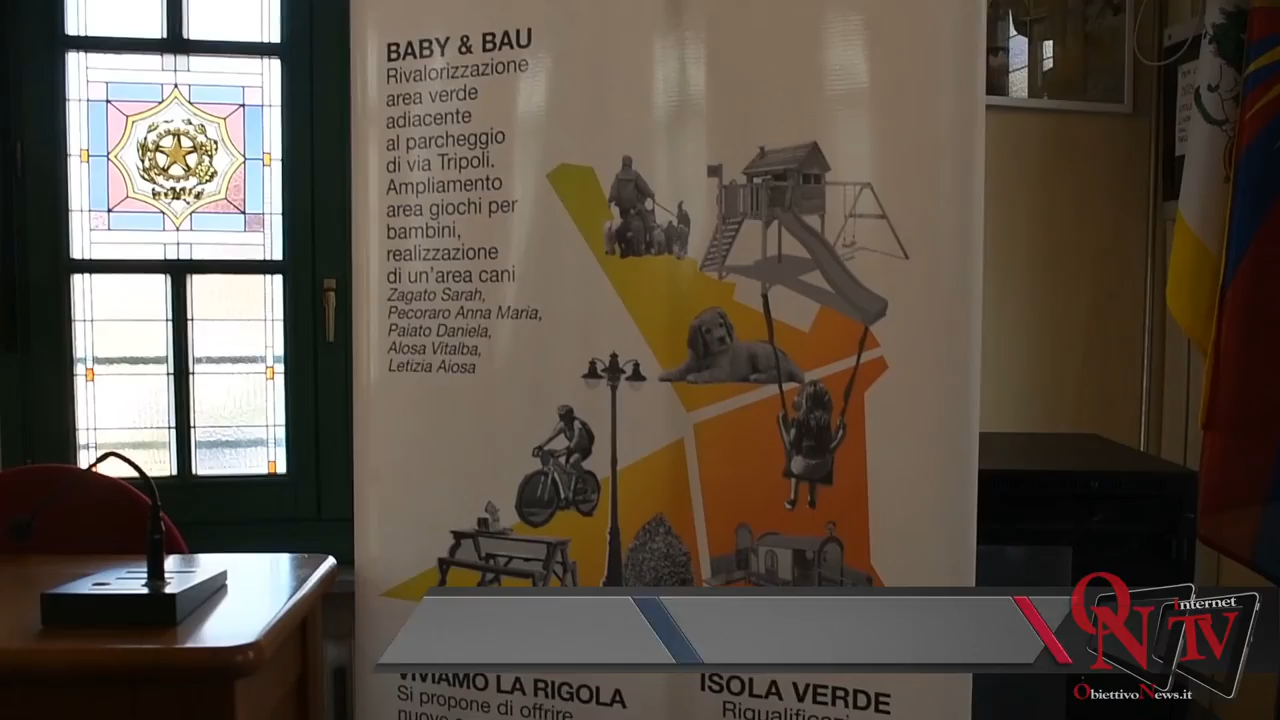 BABY & BAU
Rivalorizzazione
area verde
adiacente
al parcheggio
di via Tripoli.
Ampliamento
area giochi per
bambini,
realizzazione
di un'area cani
Zagato Sarah,
Pecoraro Anna Maria,
Paiato Daniela,
Alosa Vitalba,
Letizia Aiosa
VIVIAMO LA RIGOLA
Si propone di offrire
ISOLA VERDE
ON
internet
TV
ObiettivoNews.it